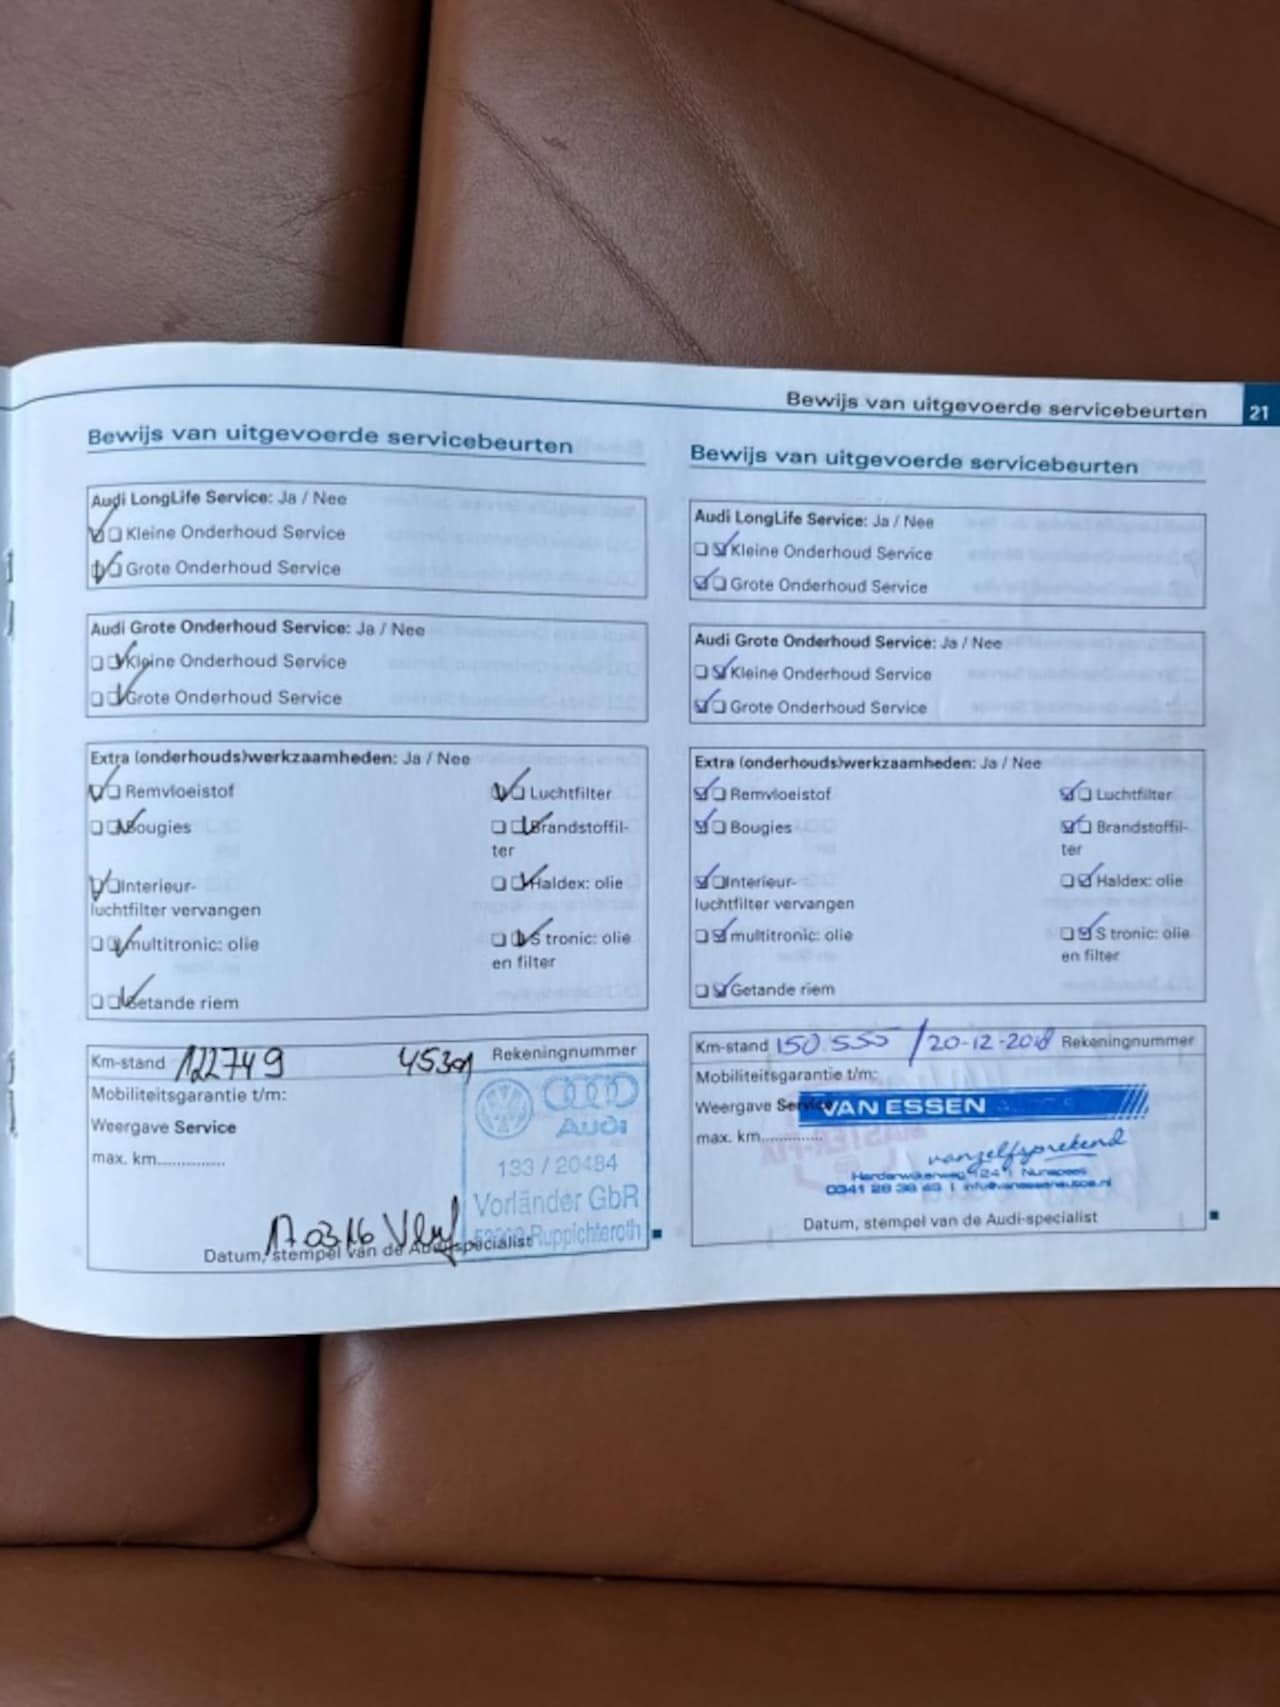 Bewijs van uitgevoerde servicebeurten 21
Bewijs van uitgevoerde servicebeurten
Audi LongLife Service: Ja / Nee
Kleine Onderhoud Service
Grote Onderhoud Service
Audi Grote Onderhoud Service: Ja / Nee
Kleine Onderhoud Service
Grote Onderhoud Service
Extra (onderhouds)werkzaamheden: Ja / Nee
Remvloeistof
Luchtfilter
Bougies
Brandstoffil-
ter
Interieur-
luchtfilter vervangen
Haldex: olie
multitronic: olie
S tronic: olie
en filter
Getande riem
Km-stand 122749 45301 Rekeningnummer
Mobiliteitsgarantie t/m:
Weergave Service
max. km...............
Audi
133 / 20484
Vorländer GbR
Ruppichteroth
17 03 16
Datum, stempel van de Audi-specialist
Bewijs van uitgevoerde servicebeurten
Audi LongLife Service: Ja / Nee
Kleine Onderhoud Service
Grote Onderhoud Service
Audi Grote Onderhoud Service: Ja / Nee
Kleine Onderhoud Service
Grote Onderhoud Service
Extra (onderhouds)werkzaamheden: Ja / Nee
Remvloeistof
Luchtfilter
Bougies
Brandstoffil-
ter
Interieur-
luchtfilter vervangen
Haldex: olie
multitronic: olie
S tronic: olie
en filter
Getande riem
Km-stand 150.555 / 20-12-2018 Rekeningnummer
Mobiliteitsgarantie t/m:
Weergave Service
VAN ESSEN
max. km..............
vanzelfsprekend
Harderwijkerweg 124 | Nunspeet
0341 28 38 43 |
Datum, stempel van de Audi-specialist